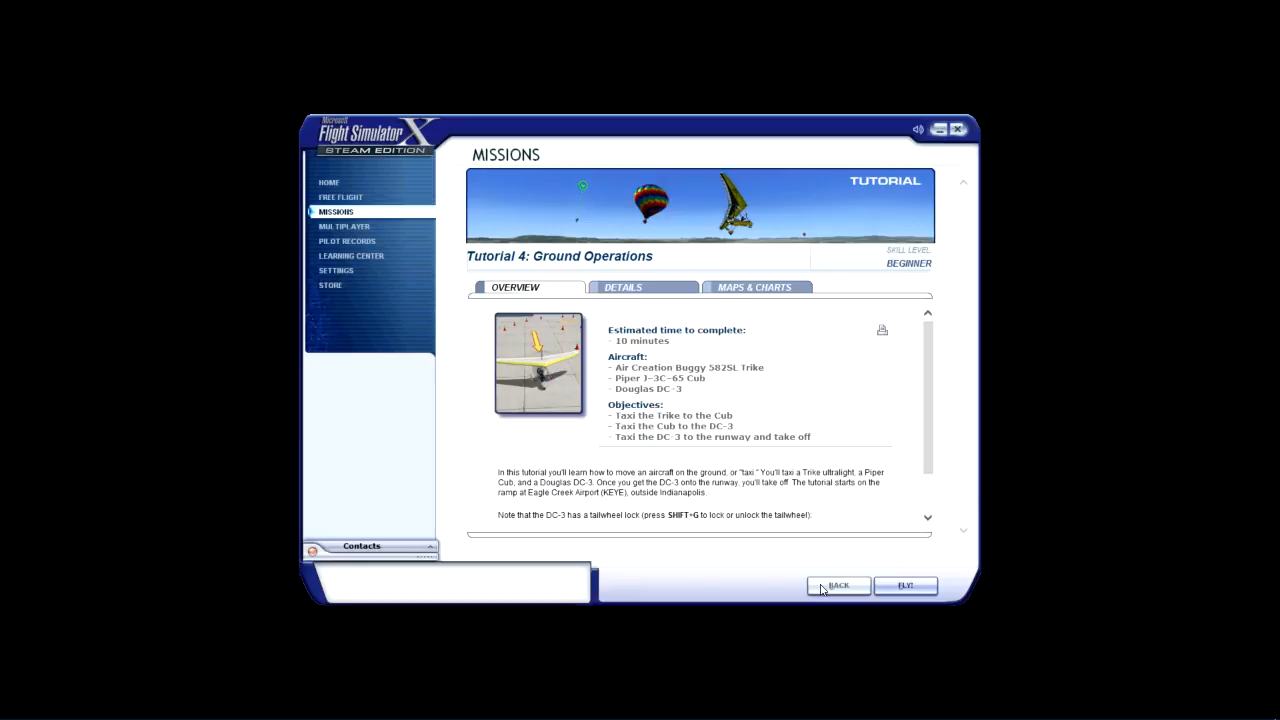 Microsoft
Flight Simulator X
STEAM EDITION
HOME
FREE FLIGHT
MISSIONS
MULTIPLAYER
PILOT RECORDS
LEARNING CENTER
SETTINGS
STORE
Contacts
MISSIONS
TUTORIAL
Tutorial 4: Ground Operations
SKILL LEVEL
BEGINNER
OVERVIEW
DETAILS
MAPS & CHARTS
Estimated time to complete:
- 10 minutes
Aircraft:
- Air Creation Buggy 582SL Trike
- Piper J-3C-65 Cub
- Douglas DC-3
Objectives:
- Taxi the Trike to the Cub
- Taxi the Cub to the DC-3
- Taxi the DC-3 to the runway and take off
In this tutorial you'll learn how to move an aircraft on the ground, or "taxi." You'll taxi a Trike ultralight, a Piper
Cub, and a Douglas DC-3. Once you get the DC-3 onto the runway, you'll take off. The tutorial starts on the
ramp at Eagle Creek Airport (KEYE), outside Indianapolis.
Note that the DC-3 has a tailwheel lock (press SHIFT+G to lock or unlock the tailwheel):
BACK
FLY!